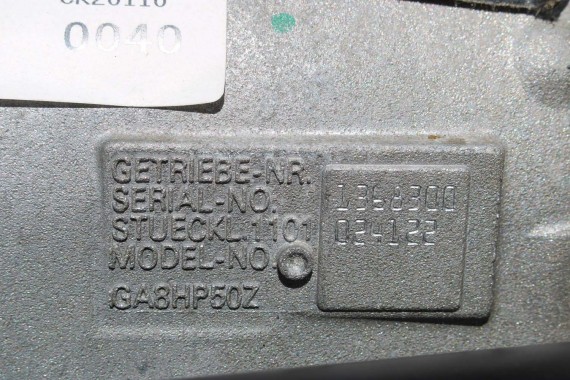 0040
GETRIEBE-NR.
SERIAL-NO. 1368300
STUECKL.1101 024122
MODEL-NO.
GA8HP50Z